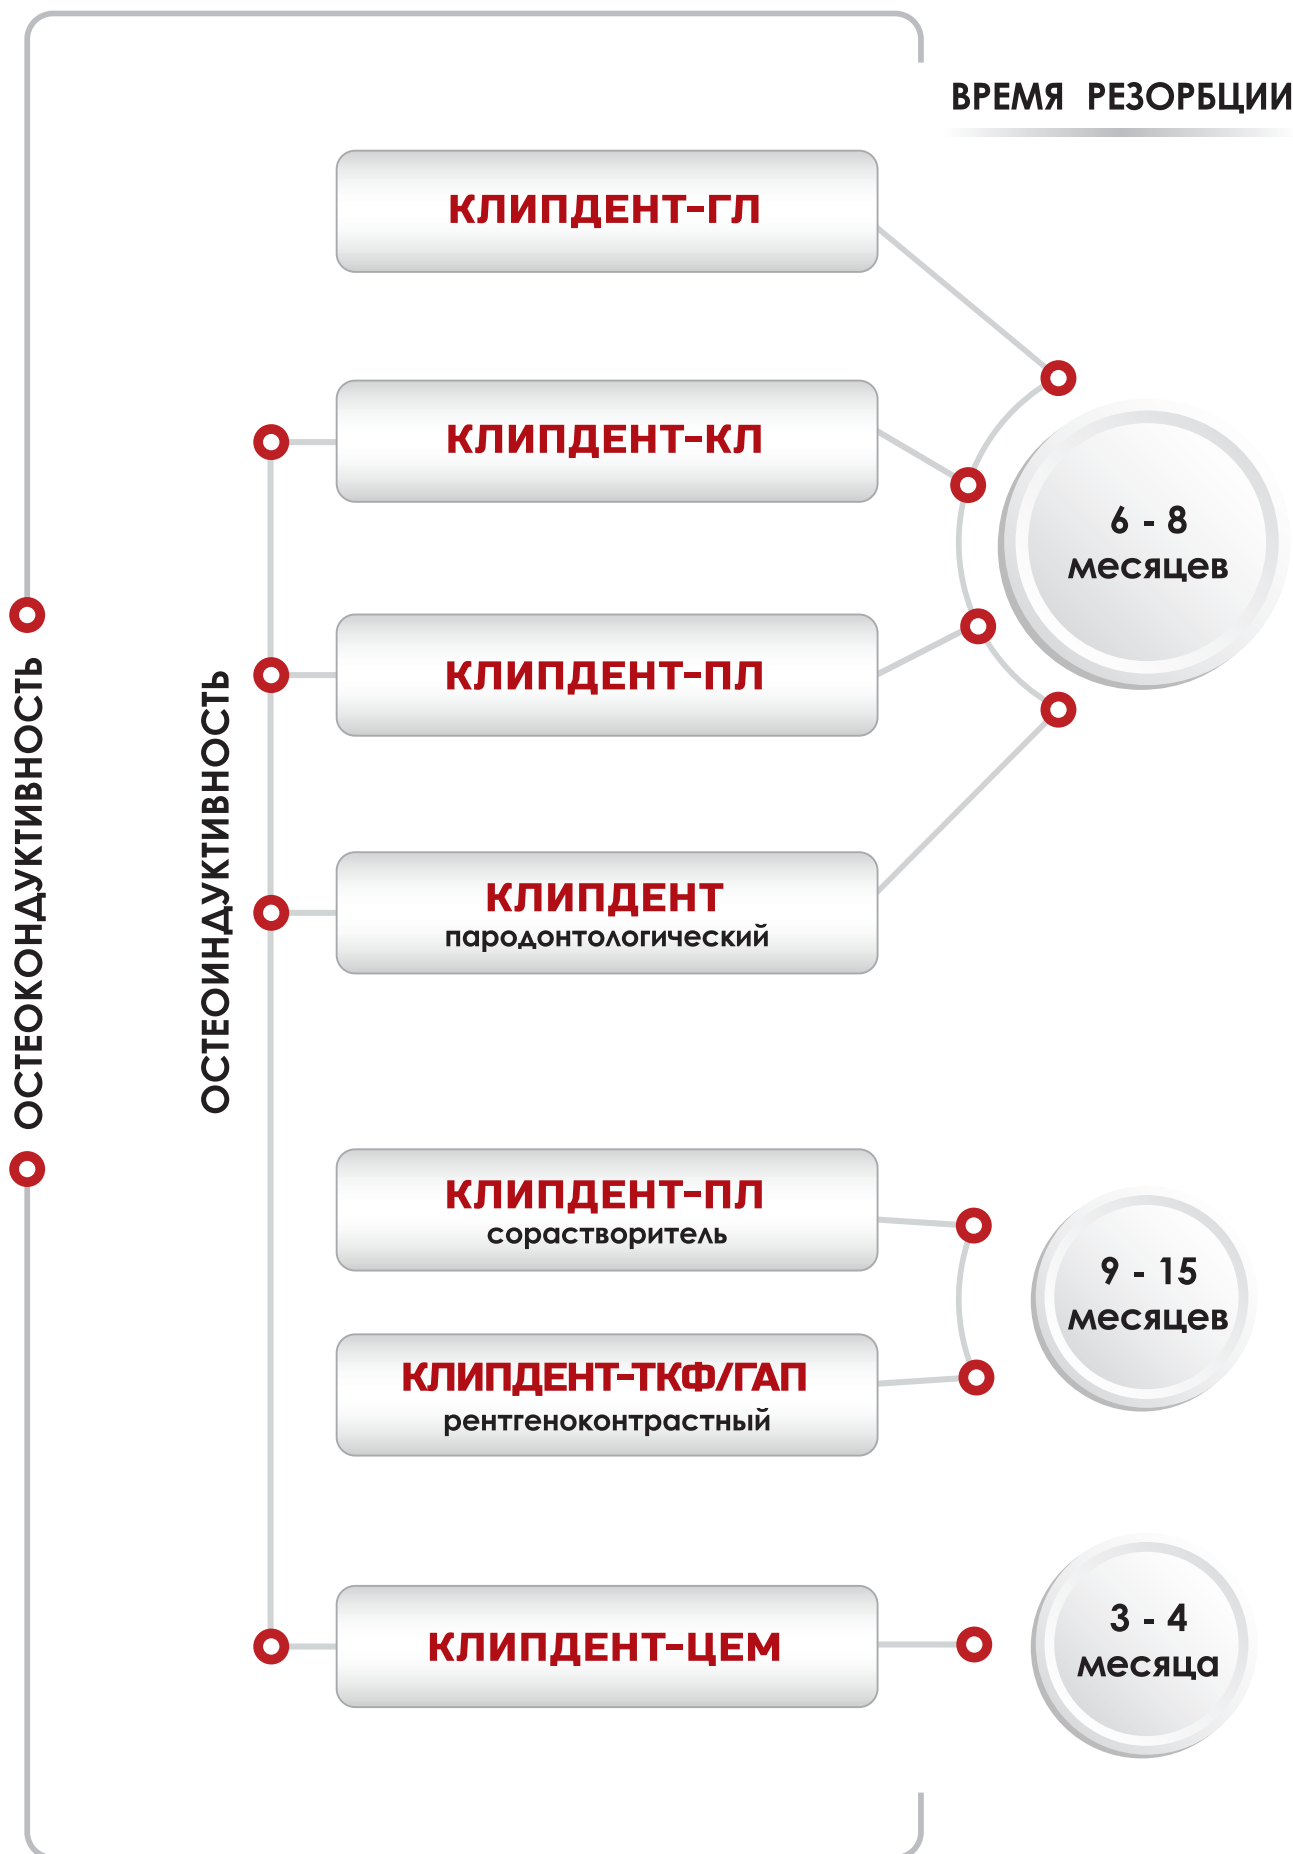 ВРЕМЯ РЕЗОРБЦИИ
КЛИПДЕНТ-ГЛ
КЛИПДЕНТ-КЛ
6 - 8
месяцев
КЛИПДЕНТ-ПЛ
КЛИПДЕНТ
пародонтологический
ОСТЕОКОНДУКТИВНОСТЬ
ОСТЕОИНДУКТИВНОСТЬ
КЛИПДЕНТ-ПЛ
сорастворитель
9 - 15
месяцев
КЛИПДЕНТ-ТКФ/ГАП
рентгеноконтрастный
КЛИПДЕНТ-ЦЕМ
3 - 4
месяца